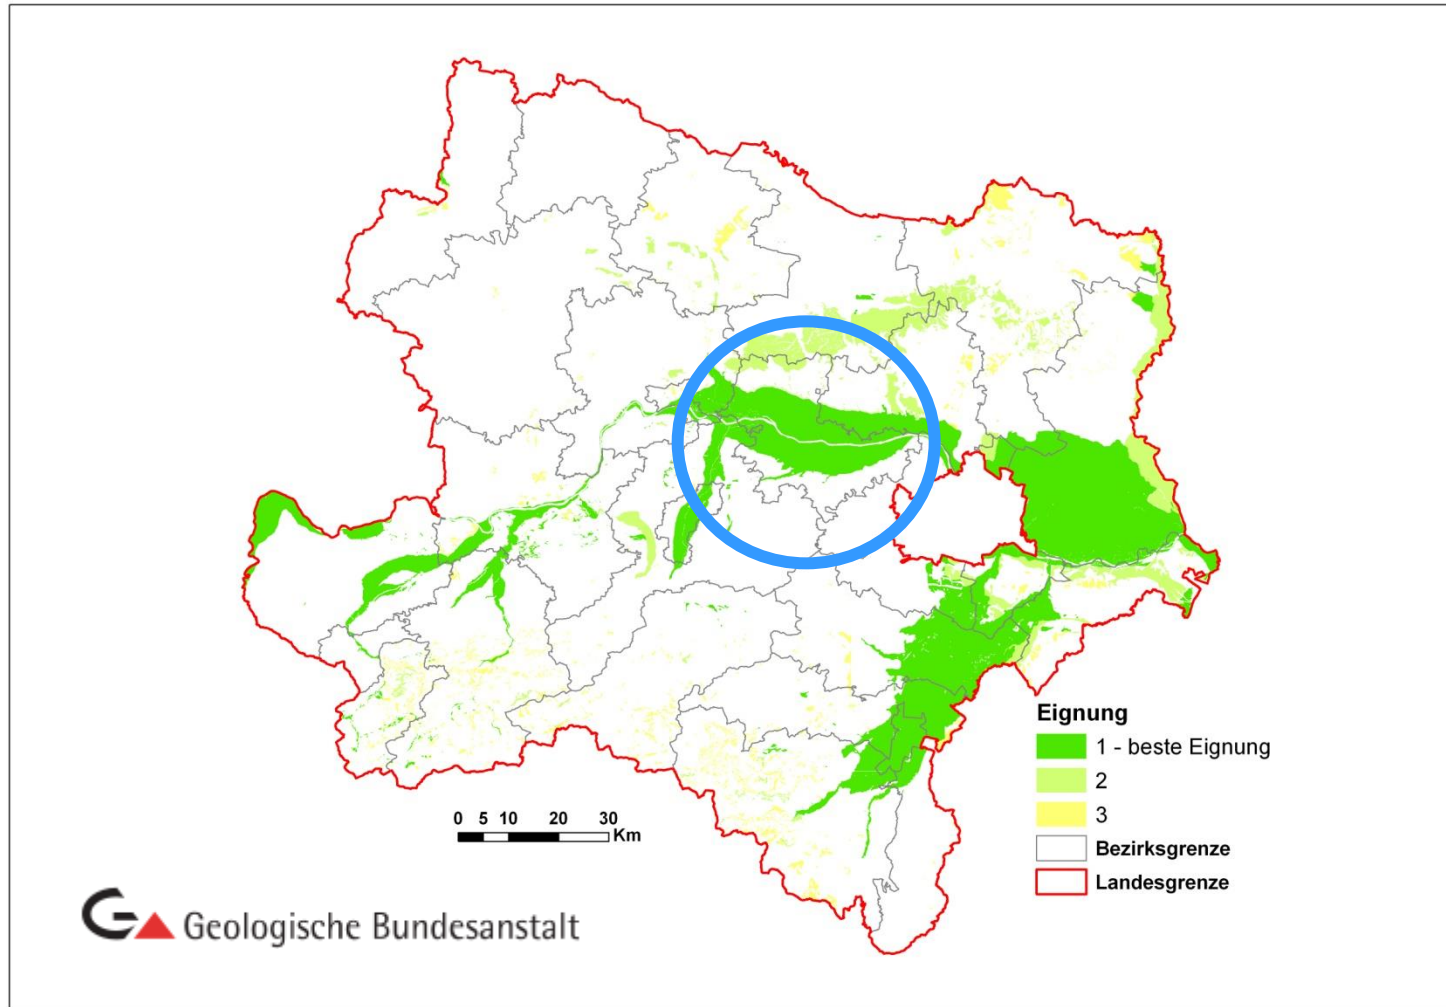 Eignung
1 - beste Eignung
2
3
Bezirksgrenze
Landesgrenze
0 5 10 20 30
Km
Geologische Bundesanstalt